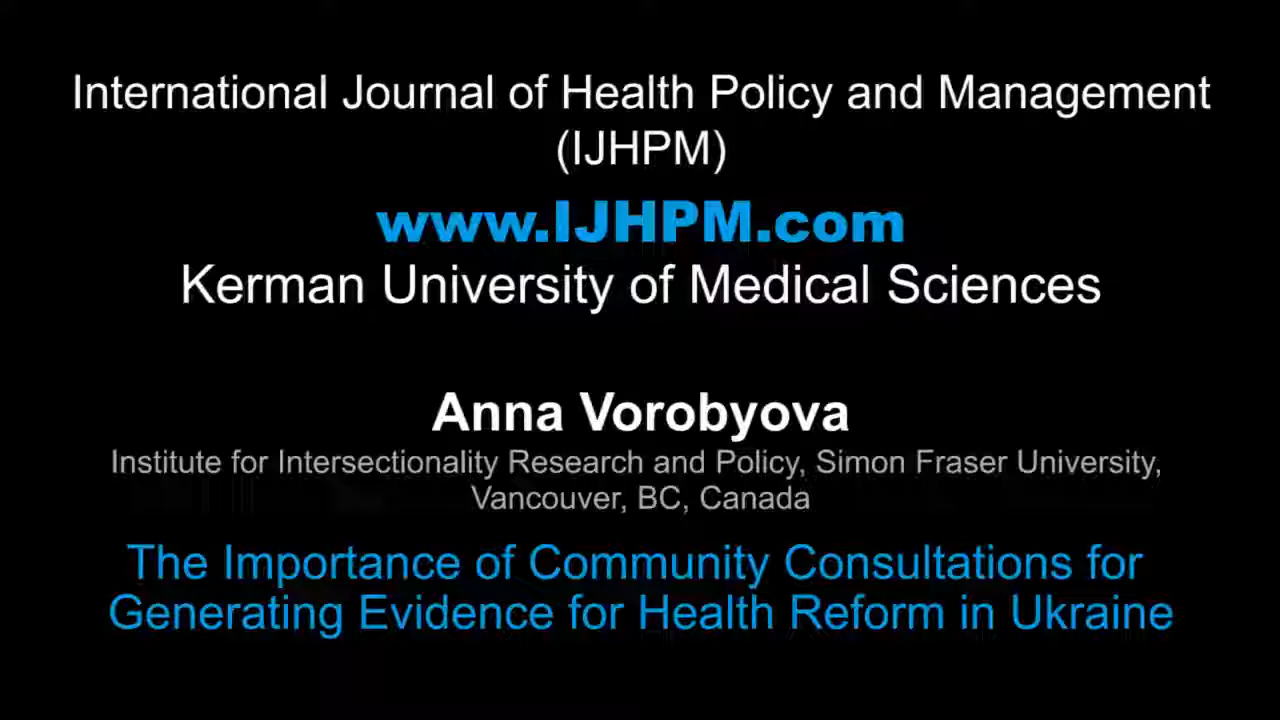 International Journal of Health Policy and Management
(IJHPM)
www.IJHPM.com
Kerman University of Medical Sciences
Anna Vorobyova
Institute for Intersectionality Research and Policy, Simon Fraser University,
Vancouver, BC, Canada
The Importance of Community Consultations for
Generating Evidence for Health Reform in Ukraine